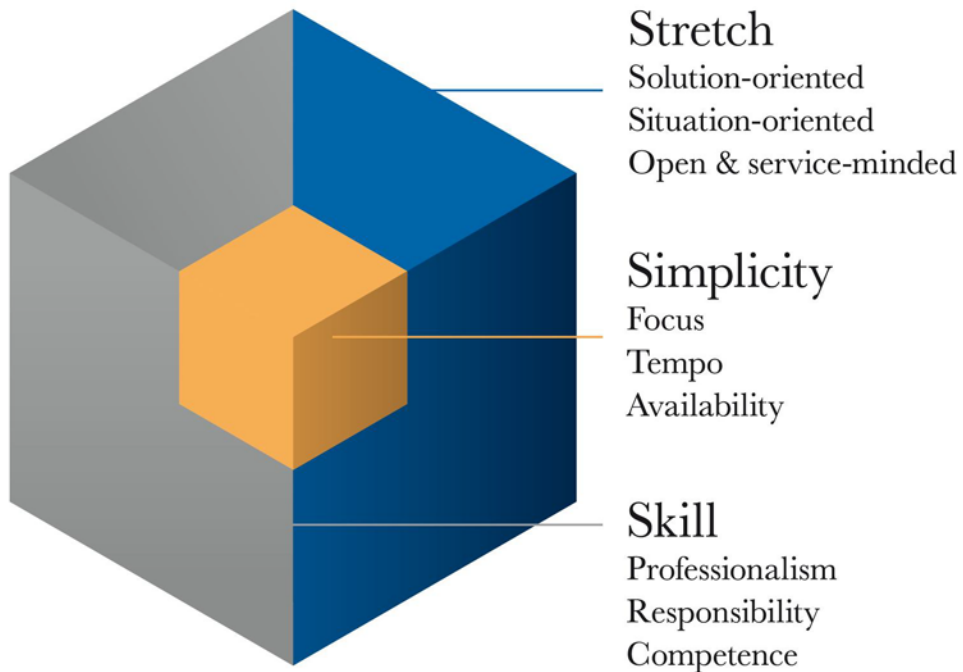 Stretch
Solution-oriented
Situation-oriented
Open & service-minded
Simplicity
Focus
Tempo
Availability
Skill
Professionalism
Responsibility
Competence